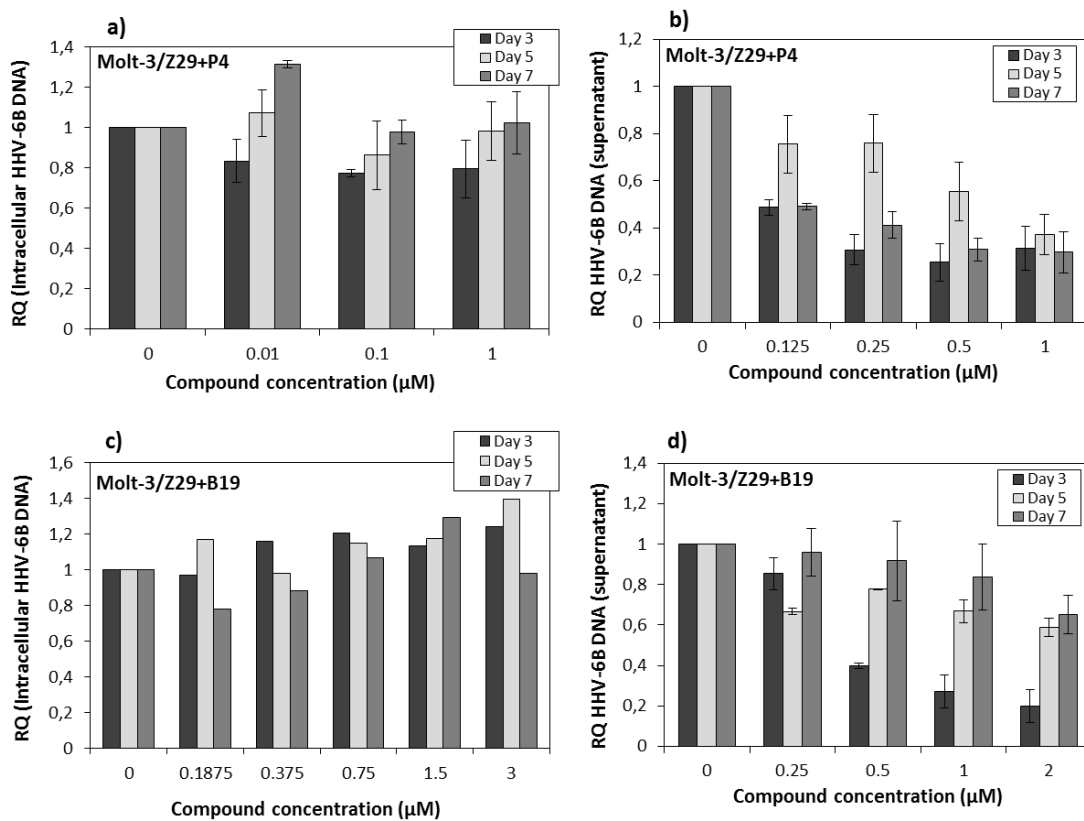 a)
Molt-3/Z29+P4
Day 3
Day 5
Day 7
RQ (Intracellular HHV-6B DNA)
1,4
1,2
1
0,8
0,6
0,4
0,2
0
0 0.01 0.1 1
Compound concentration (µM)
b)
Molt-3/Z29+P4
Day 3
Day 5
Day 7
RQ HHV-6B DNA (supernatant)
1,2
1
0,8
0,6
0,4
0,2
0
0 0.125 0.25 0.5 1
Compound concentration (µM)
c)
Molt-3/Z29+B19
Day 3
Day 5
Day 7
RQ (Intracellular HHV-6B DNA)
1,6
1,4
1,2
1
0,8
0,6
0,4
0,2
0
0 0.1875 0.375 0.75 1.5 3
Compound concentration (µM)
d)
Molt-3/Z29+B19
Day 3
Day 5
Day 7
RQ HHV-6B DNA (supernatant)
1,4
1,2
1
0,8
0,6
0,4
0,2
0
0 0.25 0.5 1 2
Compound concentration (µM)